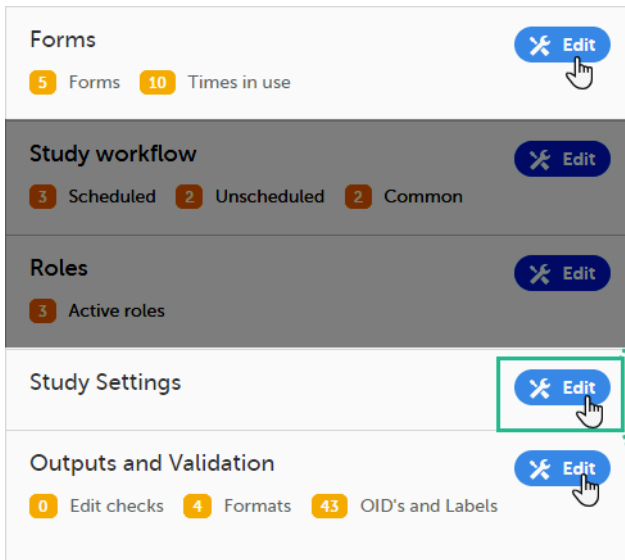 Forms
Edit
5 Forms 10 Times in use
Study workflow
Edit
3 Scheduled 2 Unscheduled 2 Common
Roles
Edit
3 Active roles
Study Settings
Edit
Outputs and Validation
Edit
0 Edit checks 4 Formats 43 OID's and Labels